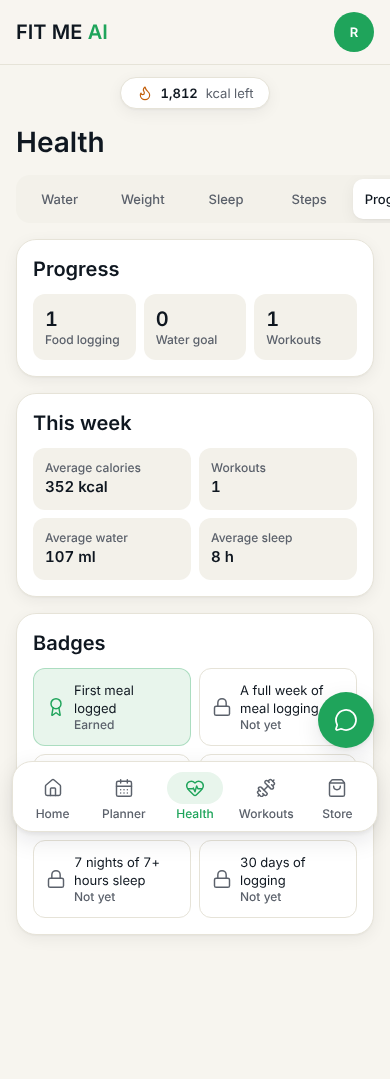 FIT ME AI
R
1,812 kcal left
Health
Water
Weight
Sleep
Steps
Prog
Progress
1
Food logging
0
Water goal
1
Workouts
This week
Average calories
352 kcal
Workouts
1
Average water
107 ml
Average sleep
8 h
Badges
First meal
logged
Earned
A full week of
meal logging
Not yet
Home
Planner
Health
Workouts
Store
7 nights of 7+
hours sleep
Not yet
30 days of
logging
Not yet